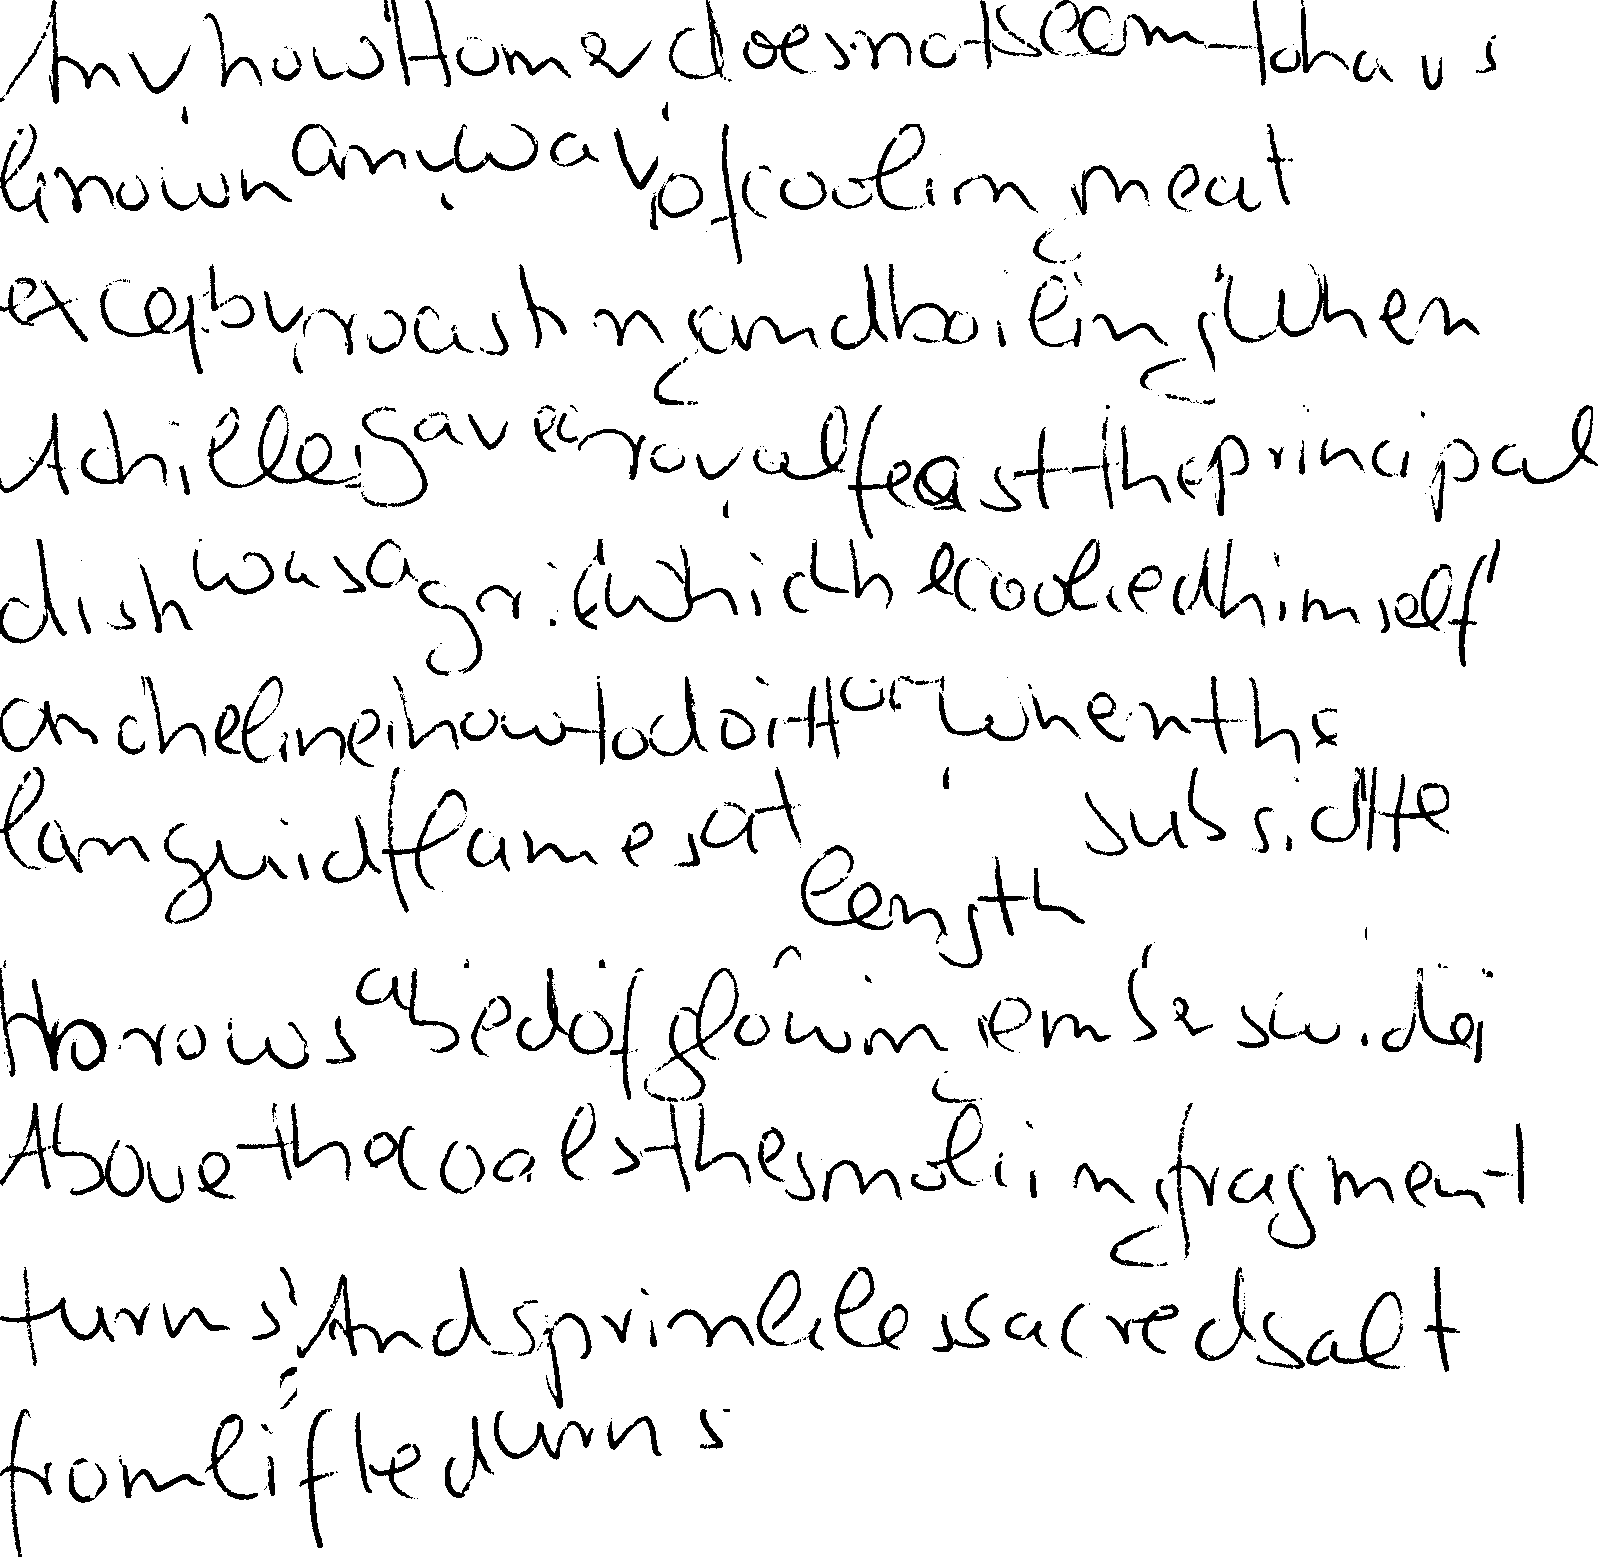 Anyhow Homer does not seem to have
known any way of cooking meat
except by roasting and boiling. When
Achilles gave a royal feast the principal
dish was a grill which he cooked himself
and he knew how to do it too when the
languid flames at length subside
He strows a bed of glowing embers wide
Above the coals the smoking fragment
turns And sprinkles sacred salt
from lifted urns